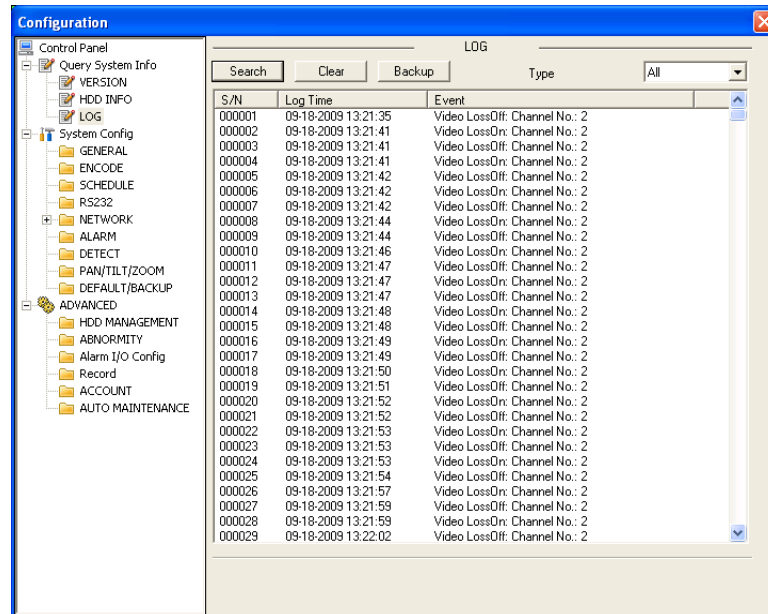 Configuration
Control Panel
Query System Info
VERSION
HDD INFO
LOG
System Config
GENERAL
ENCODE
SCHEDULE
RS232
NETWORK
ALARM
DETECT
PAN/TILT/ZOOM
DEFAULT/BACKUP
ADVANCED
HDD MANAGEMENT
ABNORMITY
Alarm I/O Config
Record
ACCOUNT
AUTO MAINTENANCE
LOG
Search Clear Backup Type All
S/N Log Time Event
000001 09-18-2009 13:21:35 Video LossOff: Channel No.: 2
000002 09-18-2009 13:21:41 Video LossOn: Channel No.: 2
000003 09-18-2009 13:21:41 Video LossOff: Channel No.: 2
000004 09-18-2009 13:21:41 Video LossOn: Channel No.: 2
000005 09-18-2009 13:21:42 Video LossOff: Channel No.: 2
000006 09-18-2009 13:21:42 Video LossOn: Channel No.: 2
000007 09-18-2009 13:21:42 Video LossOff: Channel No.: 2
000008 09-18-2009 13:21:44 Video LossOn: Channel No.: 2
000009 09-18-2009 13:21:44 Video LossOff: Channel No.: 2
000010 09-18-2009 13:21:46 Video LossOn: Channel No.: 2
000011 09-18-2009 13:21:47 Video LossOff: Channel No.: 2
000012 09-18-2009 13:21:47 Video LossOn: Channel No.: 2
000013 09-18-2009 13:21:47 Video LossOff: Channel No.: 2
000014 09-18-2009 13:21:48 Video LossOn: Channel No.: 2
000015 09-18-2009 13:21:48 Video LossOff: Channel No.: 2
000016 09-18-2009 13:21:49 Video LossOn: Channel No.: 2
000017 09-18-2009 13:21:49 Video LossOff: Channel No.: 2
000018 09-18-2009 13:21:50 Video LossOn: Channel No.: 2
000019 09-18-2009 13:21:51 Video LossOff: Channel No.: 2
000020 09-18-2009 13:21:52 Video LossOn: Channel No.: 2
000021 09-18-2009 13:21:52 Video LossOff: Channel No.: 2
000022 09-18-2009 13:21:53 Video LossOn: Channel No.: 2
000023 09-18-2009 13:21:53 Video LossOff: Channel No.: 2
000024 09-18-2009 13:21:53 Video LossOn: Channel No.: 2
000025 09-18-2009 13:21:54 Video LossOff: Channel No.: 2
000026 09-18-2009 13:21:57 Video LossOn: Channel No.: 2
000027 09-18-2009 13:21:59 Video LossOff: Channel No.: 2
000028 09-18-2009 13:21:59 Video LossOn: Channel No.: 2
000029 09-18-2009 13:22:02 Video LossOff: Channel No.: 2